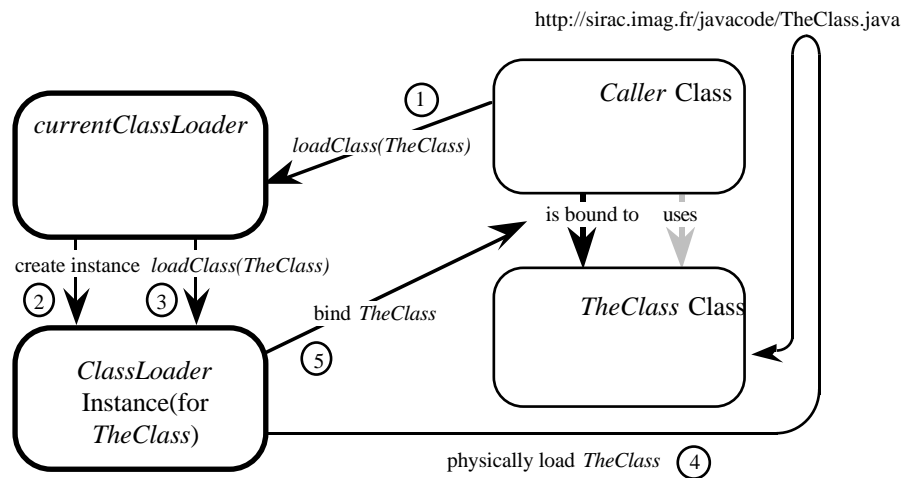 http://sirac.imag.fr/javacode/TheClass.java
1
Caller Class
currentClassLoader
loadClass(TheClass)
is bound to uses
create instance loadClass(TheClass)
2 3
bind TheClass
TheClass Class
5
ClassLoader
Instance(for
TheClass)
physically load TheClass 4